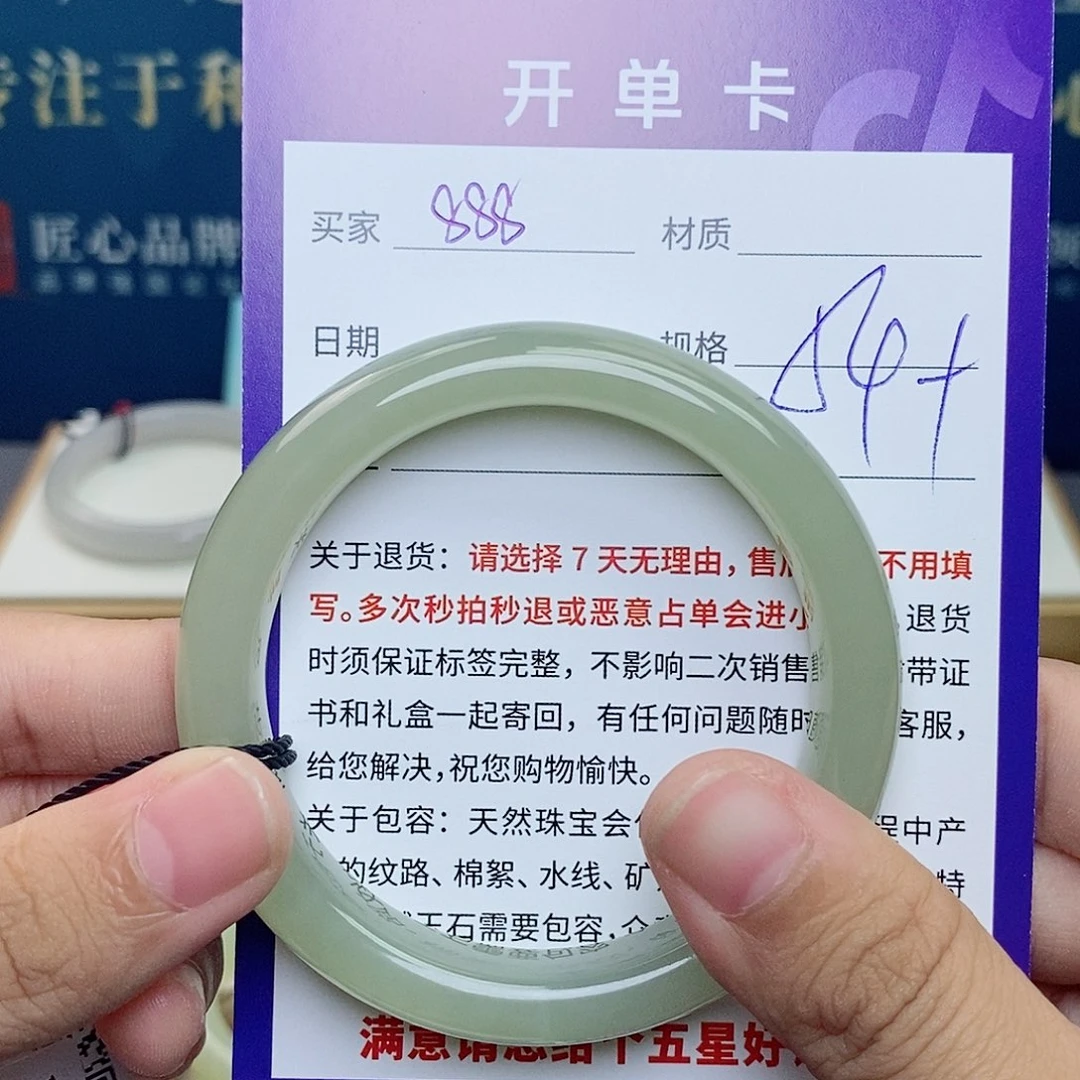 专注于和
匠心品牌
开单卡
买家 888 材质
日期 规格 54+
关于退货：请选择 7 天无理由，售 不用填
写。多次秒拍秒退或恶意占单会进小 退货
时须保证标签完整，不影响二次销售 带证
书和礼盒一起寄回，有任何问题随时 客服，
给您解决，祝您购物愉快。
关于包容：天然珠宝会 程中产
的纹路、棉絮、水线、矿 特
玉石需要包容，
满意请您给个五星好